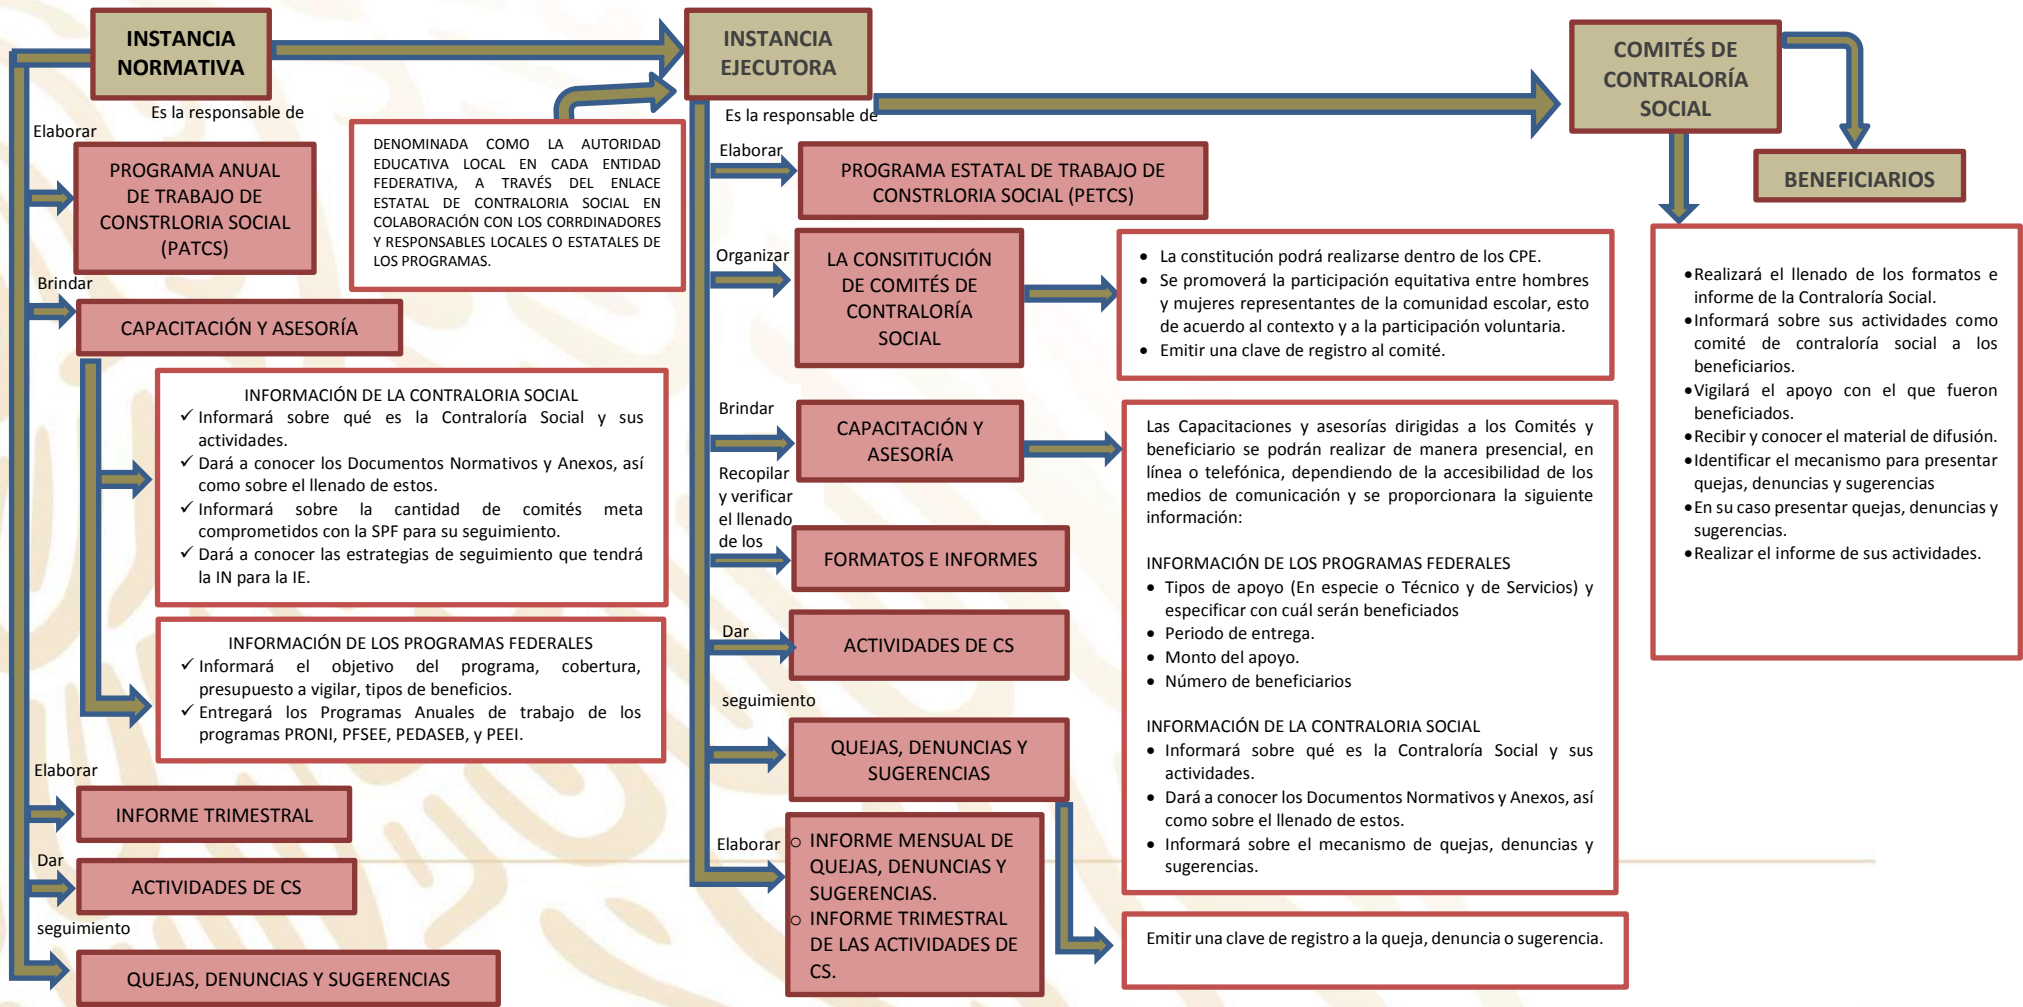 INSTANCIA
NORMATIVA
Es la responsable de
Elaborar
PROGRAMA ANUAL
DE TRABAJO DE
CONSTRLORIA SOCIAL
(PATCS)
Brindar
CAPACITACIÓN Y ASESORÍA
INFORMACIÓN DE LA CONTRALORIA SOCIAL
✓ Informará sobre qué es la Contraloría Social y sus
actividades.
✓ Dará a conocer los Documentos Normativos y Anexos, así
como sobre el llenado de estos.
✓ Informará sobre la cantidad de comités meta
comprometidos con la SPF para su seguimiento.
✓ Dará a conocer las estrategias de seguimiento que tendrá
la IN para la IE.
INFORMACIÓN DE LOS PROGRAMAS FEDERALES
✓ Informará el objetivo del programa, cobertura,
presupuesto a vigilar, tipos de beneficios.
✓ Entregará los Programas Anuales de trabajo de los
programas PRONI, PFSEE, PEDASEB, y PEEI.
Elaborar
INFORME TRIMESTRAL
Dar
ACTIVIDADES DE CS
seguimiento
QUEJAS, DENUNCIAS Y SUGERENCIAS
DENOMINADA COMO LA AUTORIDAD
EDUCATIVA LOCAL EN CADA ENTIDAD
FEDERATIVA, A TRAVÉS DEL ENLACE
ESTATAL DE CONTRALORIA SOCIAL EN
COLABORACIÓN CON LOS CORRDINADORES
Y RESPONSABLES LOCALES O ESTATALES DE
LOS PROGRAMAS.
INSTANCIA
EJECUTORA
Es la responsable de
Elaborar
PROGRAMA ESTATAL DE TRABAJO DE
CONSTRLORIA SOCIAL (PETCS)
Organizar
LA CONSITITUCIÓN
DE COMITÉS DE
CONTRALORÍA
SOCIAL
• La constitución podrá realizarse dentro de los CPE.
• Se promoverá la participación equitativa entre hombres
y mujeres representantes de la comunidad escolar, esto
de acuerdo al contexto y a la participación voluntaria.
• Emitir una clave de registro al comité.
Brindar
CAPACITACIÓN Y
ASESORÍA
Las Capacitaciones y asesorías dirigidas a los Comités y
beneficiario se podrán realizar de manera presencial, en
línea o telefónica, dependiendo de la accesibilidad de los
medios de comunicación y se proporcionara la siguiente
información:
INFORMACIÓN DE LOS PROGRAMAS FEDERALES
• Tipos de apoyo (En especie o Técnico y de Servicios) y
especificar con cuál serán beneficiados
• Periodo de entrega.
• Monto del apoyo.
• Número de beneficiarios
INFORMACIÓN DE LA CONTRALORIA SOCIAL
• Informará sobre qué es la Contraloría Social y sus
actividades.
• Dará a conocer los Documentos Normativos y Anexos, así
como sobre el llenado de estos.
• Informará sobre el mecanismo de quejas, denuncias y
sugerencias.
Recopilar
y verificar
el llenado
de los
FORMATOS E INFORMES
Dar
ACTIVIDADES DE CS
seguimiento
QUEJAS, DENUNCIAS Y
SUGERENCIAS
Emitir una clave de registro a la queja, denuncia o sugerencia.
Elaborar
o INFORME MENSUAL DE
QUEJAS, DENUNCIAS Y
SUGERENCIAS.
o INFORME TRIMESTRAL
DE LAS ACTIVIDADES DE
CS.
COMITÉS DE
CONTRALORÍA
SOCIAL
BENEFICIARIOS
•Realizará el llenado de los formatos e
informe de la Contraloría Social.
•Informará sobre sus actividades como
comité de contraloría social a los
beneficiarios.
•Vigilará el apoyo con el que fueron
beneficiados.
•Recibir y conocer el material de difusión.
•Identificar el mecanismo para presentar
quejas, denuncias y sugerencias
•En su caso presentar quejas, denuncias y
sugerencias.
•Realizar el informe de sus actividades.